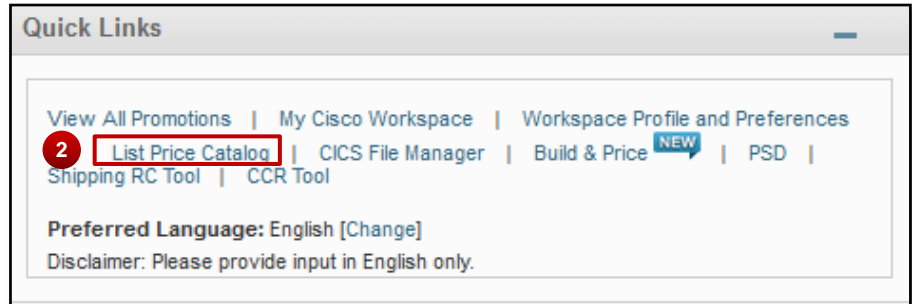 Quick Links
View All Promotions | My Cisco Workspace | Workspace Profile and Preferences
2 List Price Catalog | CICS File Manager | Build & Price NEW | PSD |
Shipping RC Tool | CCR Tool
Preferred Language: English [Change]
Disclaimer: Please provide input in English only.